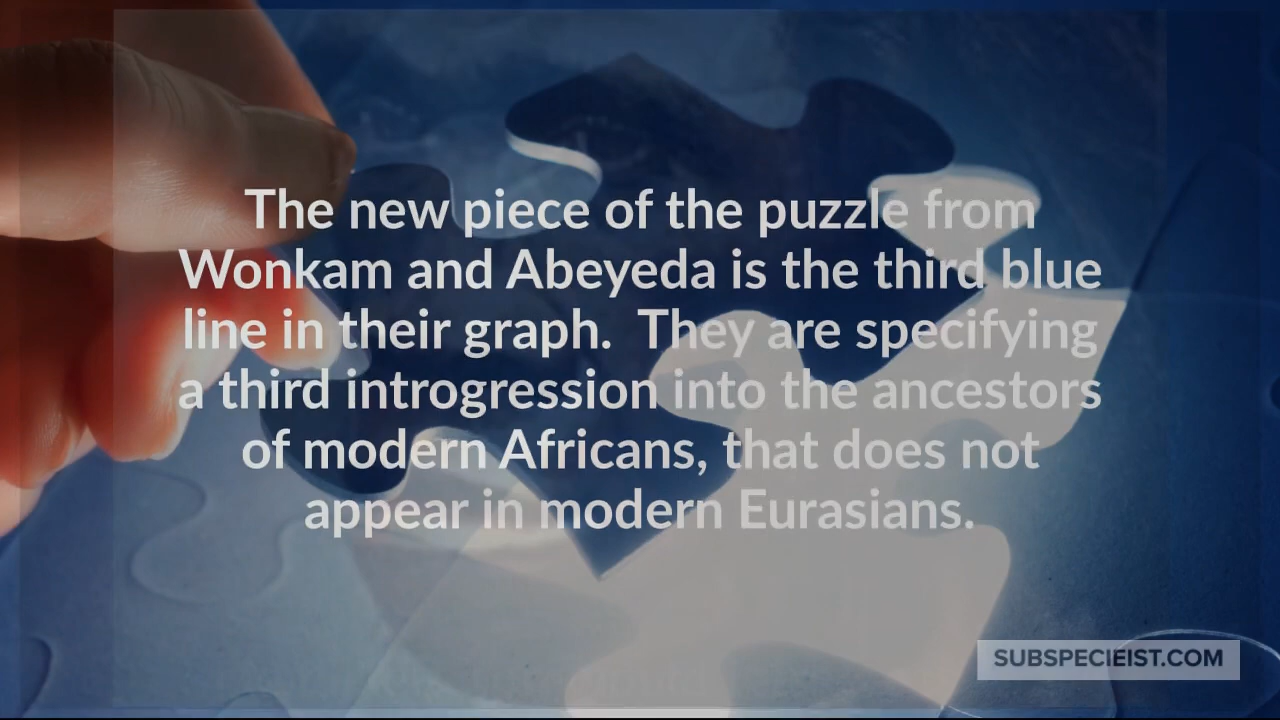 The new piece of the puzzle from
Wonkam and Abeyeda is the third blue
line in their graph.  They are specifying
a third introgression into the ancestors
of modern Africans, that does not
appear in modern Eurasians.
SUBSPECIEIST.COM